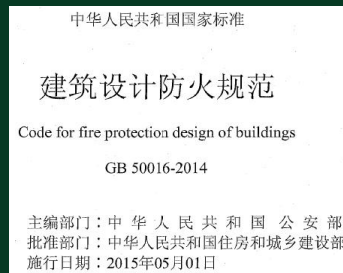 中华人民共和国国家标准
建筑设计防火规范
Code for fire protection design of buildings
GB 50016-2014
主编部门：中华人民共和国公安部
批准部门：中华人民共和国住房和城乡建设部
施行日期：2015年05月01日